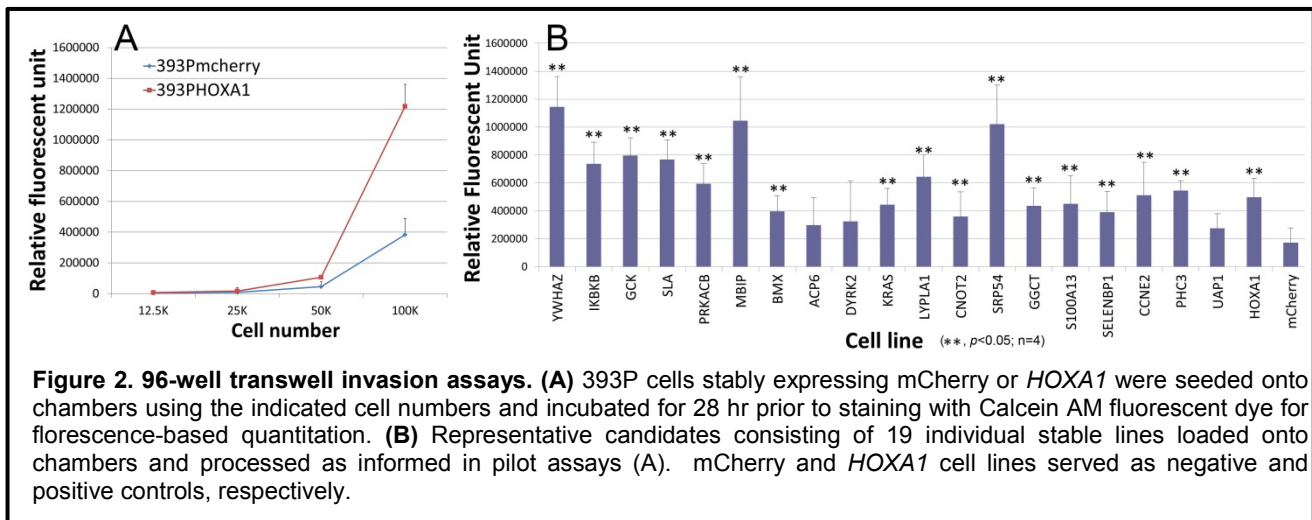 A
1600000
1400000
1200000
1000000
800000
600000
400000
200000
0
Relative fluorescent unit
393Pmcherry
393PHOXA1
12.5K 25K 50K 100K
Cell number
B
1600000
1400000
1200000
1000000
800000
600000
400000
200000
0
Relative Fluorescent Unit
** ** ** ** ** ** ** ** ** ** ** ** ** ** ** ** **
YWHAZ
IKBKB
GCK
SLA
PRKACB
MBIP
BMX
ACP6
DYRK2
KRAS
LYPLA1
CNOT2
SRP54
GGCT
S100A13
SELENBP1
CCNE2
PHC3
UAP1
HOXA1
mCherry
Cell line (**, p<0.05; n=4)
Figure 2. 96-well transwell invasion assays. (A) 393P cells stably expressing mCherry or HOXA1 were seeded onto
chambers using the indicated cell numbers and incubated for 28 hr prior to staining with Calcein AM fluorescent dye for
florescence-based quantitation. (B) Representative candidates consisting of 19 individual stable lines loaded onto
chambers and processed as informed in pilot assays (A). mCherry and HOXA1 cell lines served as negative and
positive controls, respectively.